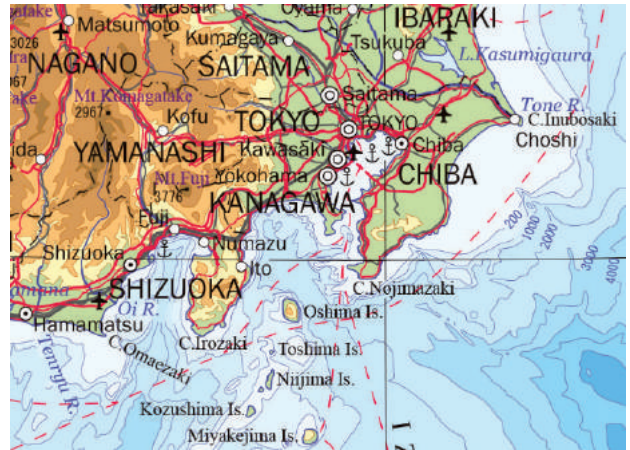 Takasaki
Oyama
IBARAKI
Matsumoto
3026
Kumagaya
Tsukuba
NAGANO
SAITAMA
L.Kasumigaura
Mt.Komagatake
2967
Saitama
Tone R.
Kofu
TOKYO
TOKYO
C.Inubosaki
Choshi
YAMANASHI
Kawasaki
Chiba
Mt.Fuji
3776
Yokohama
CHIBA
KANAGAWA
Fuji
200
1000
2000
3000
4000
Shizuoka
Numazu
Ito
SHIZUOKA
C.Nojimazaki
Oi R.
Oshima Is.
Hamamatsu
C.Irozaki
Toshima Is.
C.Omaezaki
Niijima Is.
Tenryu R.
Kozushima Is.
Miyakejima Is.